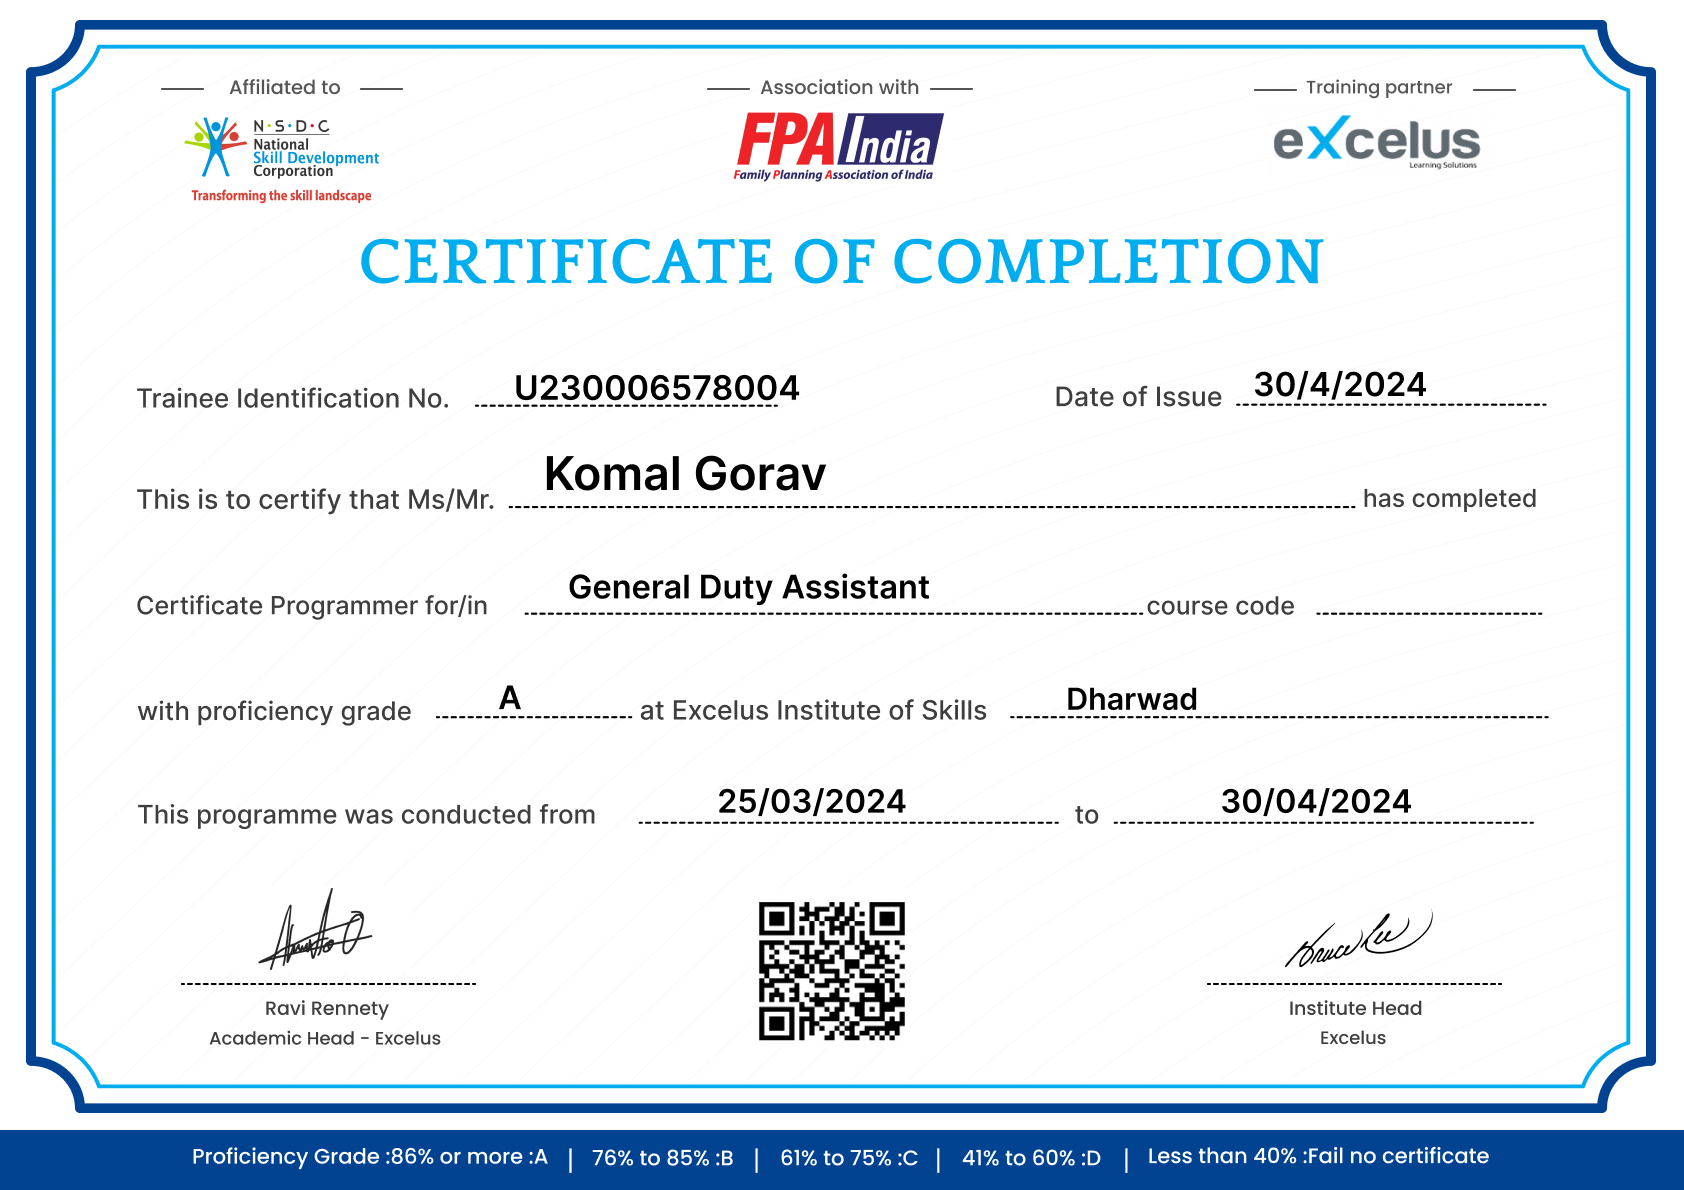 Affiliated to
N·S·D·C
National
Skill Development
Corporation
Transforming the skill landscape
Association with
FPA India
Family Planning Association of India
Training partner
eXcelus
Learning Solutions
CERTIFICATE OF COMPLETION
Trainee Identification No. U230006578004 Date of Issue 30/4/2024
This is to certify that Ms/Mr. Komal Gorav has completed
Certificate Programmer for/in General Duty Assistant course code
with proficiency grade A at Excelus Institute of Skills Dharwad
This programme was conducted from 25/03/2024 to 30/04/2024
Bruce Lee
Ravi Rennety
Academic Head - Excelus
Institute Head
Excelus
Proficiency Grade :86% or more :A | 76% to 85% :B | 61% to 75% :C | 41% to 60% :D | Less than 40% :Fail no certificate